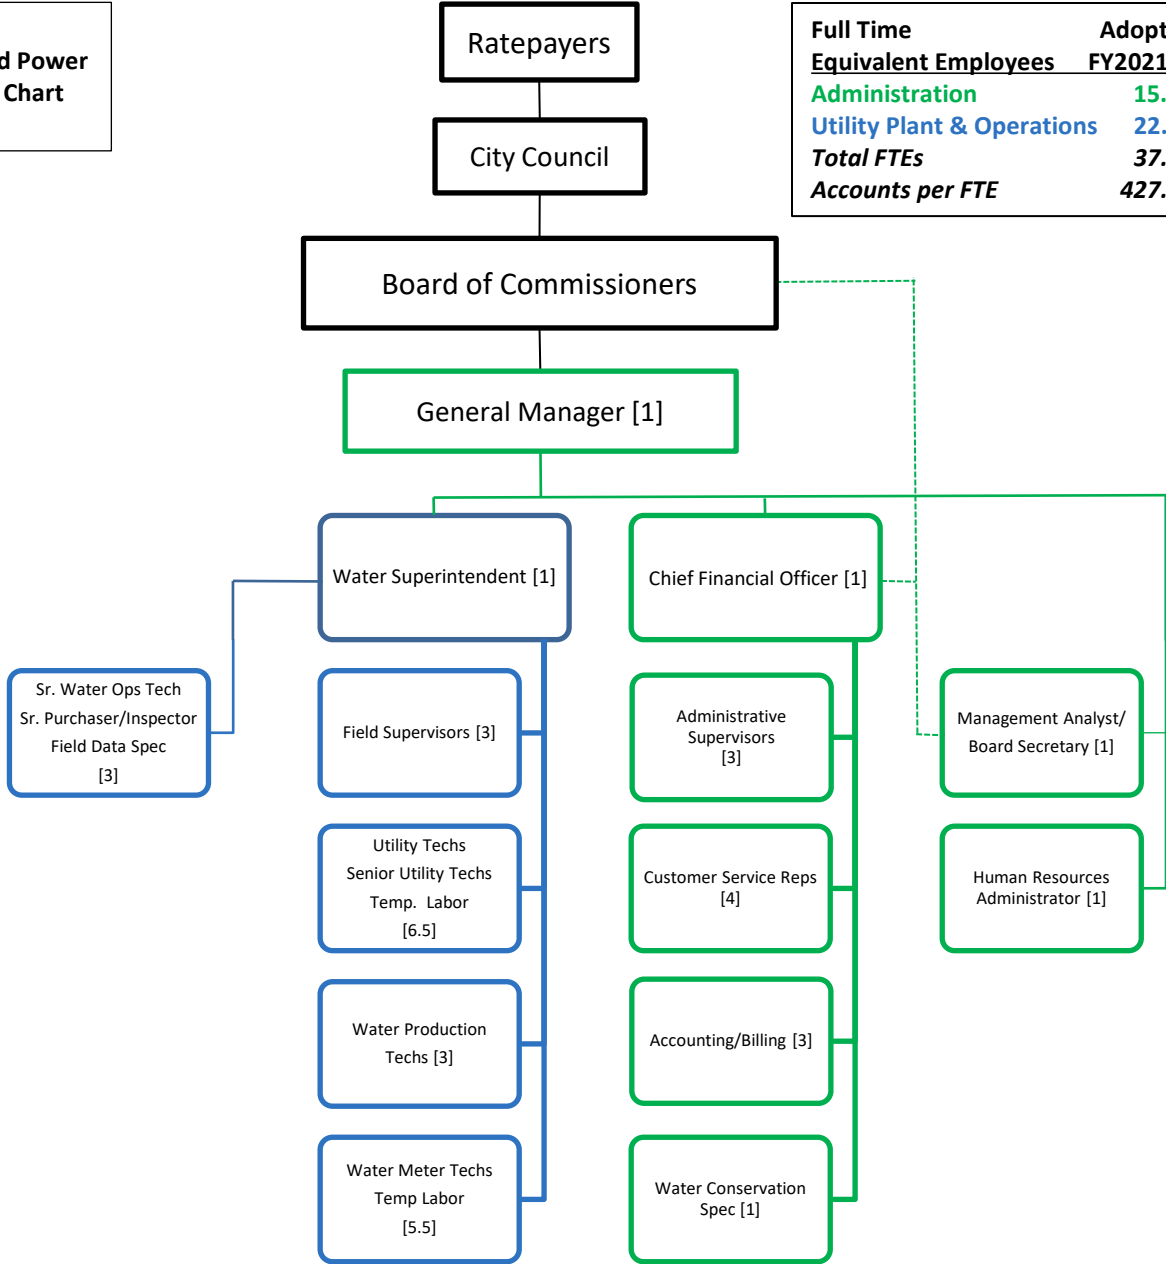 d Power
Chart
Ratepayers
City Council
Board of Commissioners
General Manager [1]
Full Time Adopt
Equivalent Employees FY2021
Administration 15.
Utility Plant & Operations 22.
Total FTEs 37.
Accounts per FTE 427.
Water Superintendent [1]
Chief Financial Officer [1]
Sr. Water Ops Tech
Sr. Purchaser/Inspector
Field Data Spec
[3]
Field Supervisors [3]
Administrative
Supervisors
[3]
Management Analyst/
Board Secretary [1]
Utility Techs
Senior Utility Techs
Temp. Labor
[6.5]
Customer Service Reps
[4]
Human Resources
Administrator [1]
Water Production
Techs [3]
Accounting/Billing [3]
Water Meter Techs
Temp Labor
[5.5]
Water Conservation
Spec [1]